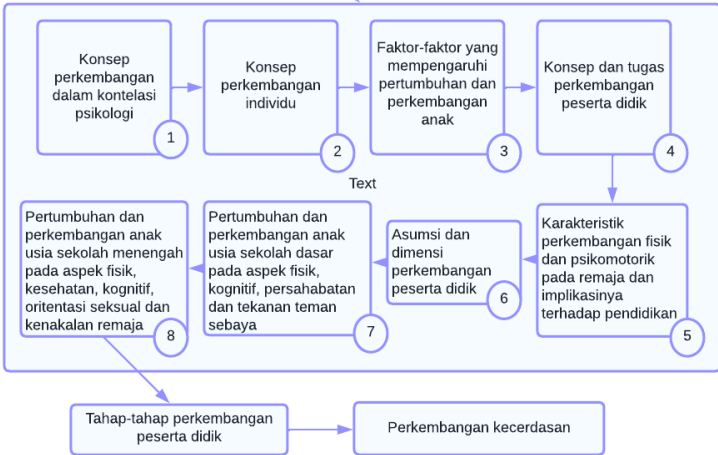 Konsep
perkembangan
dalam kontelasi
psikologi
1
Konsep
perkembangan
individu
2
Faktor-faktor yang
mempengaruhi
pertumbuhan dan
perkembangan
anak
3
Konsep dan tugas
perkembangan
peserta didik
4
Text
Karakteristik
perkembangan fisik
dan psikomotorik
pada remaja dan
implikasinya
terhadap pendidikan
5
Asumsi dan
dimensi
perkembangan
peserta didik
6
Pertumbuhan dan
perkembangan anak
usia sekolah dasar
pada aspek fisik,
kognitif, persahabatan
dan tekanan teman
sebaya
7
Pertumbuhan dan
perkembangan anak
usia sekolah menengah
pada aspek fisik,
kesehatan, kognitif,
oritentasi seksual dan
kenakalan remaja
8
Tahap-tahap perkembangan
peserta didik
Perkembangan kecerdasan